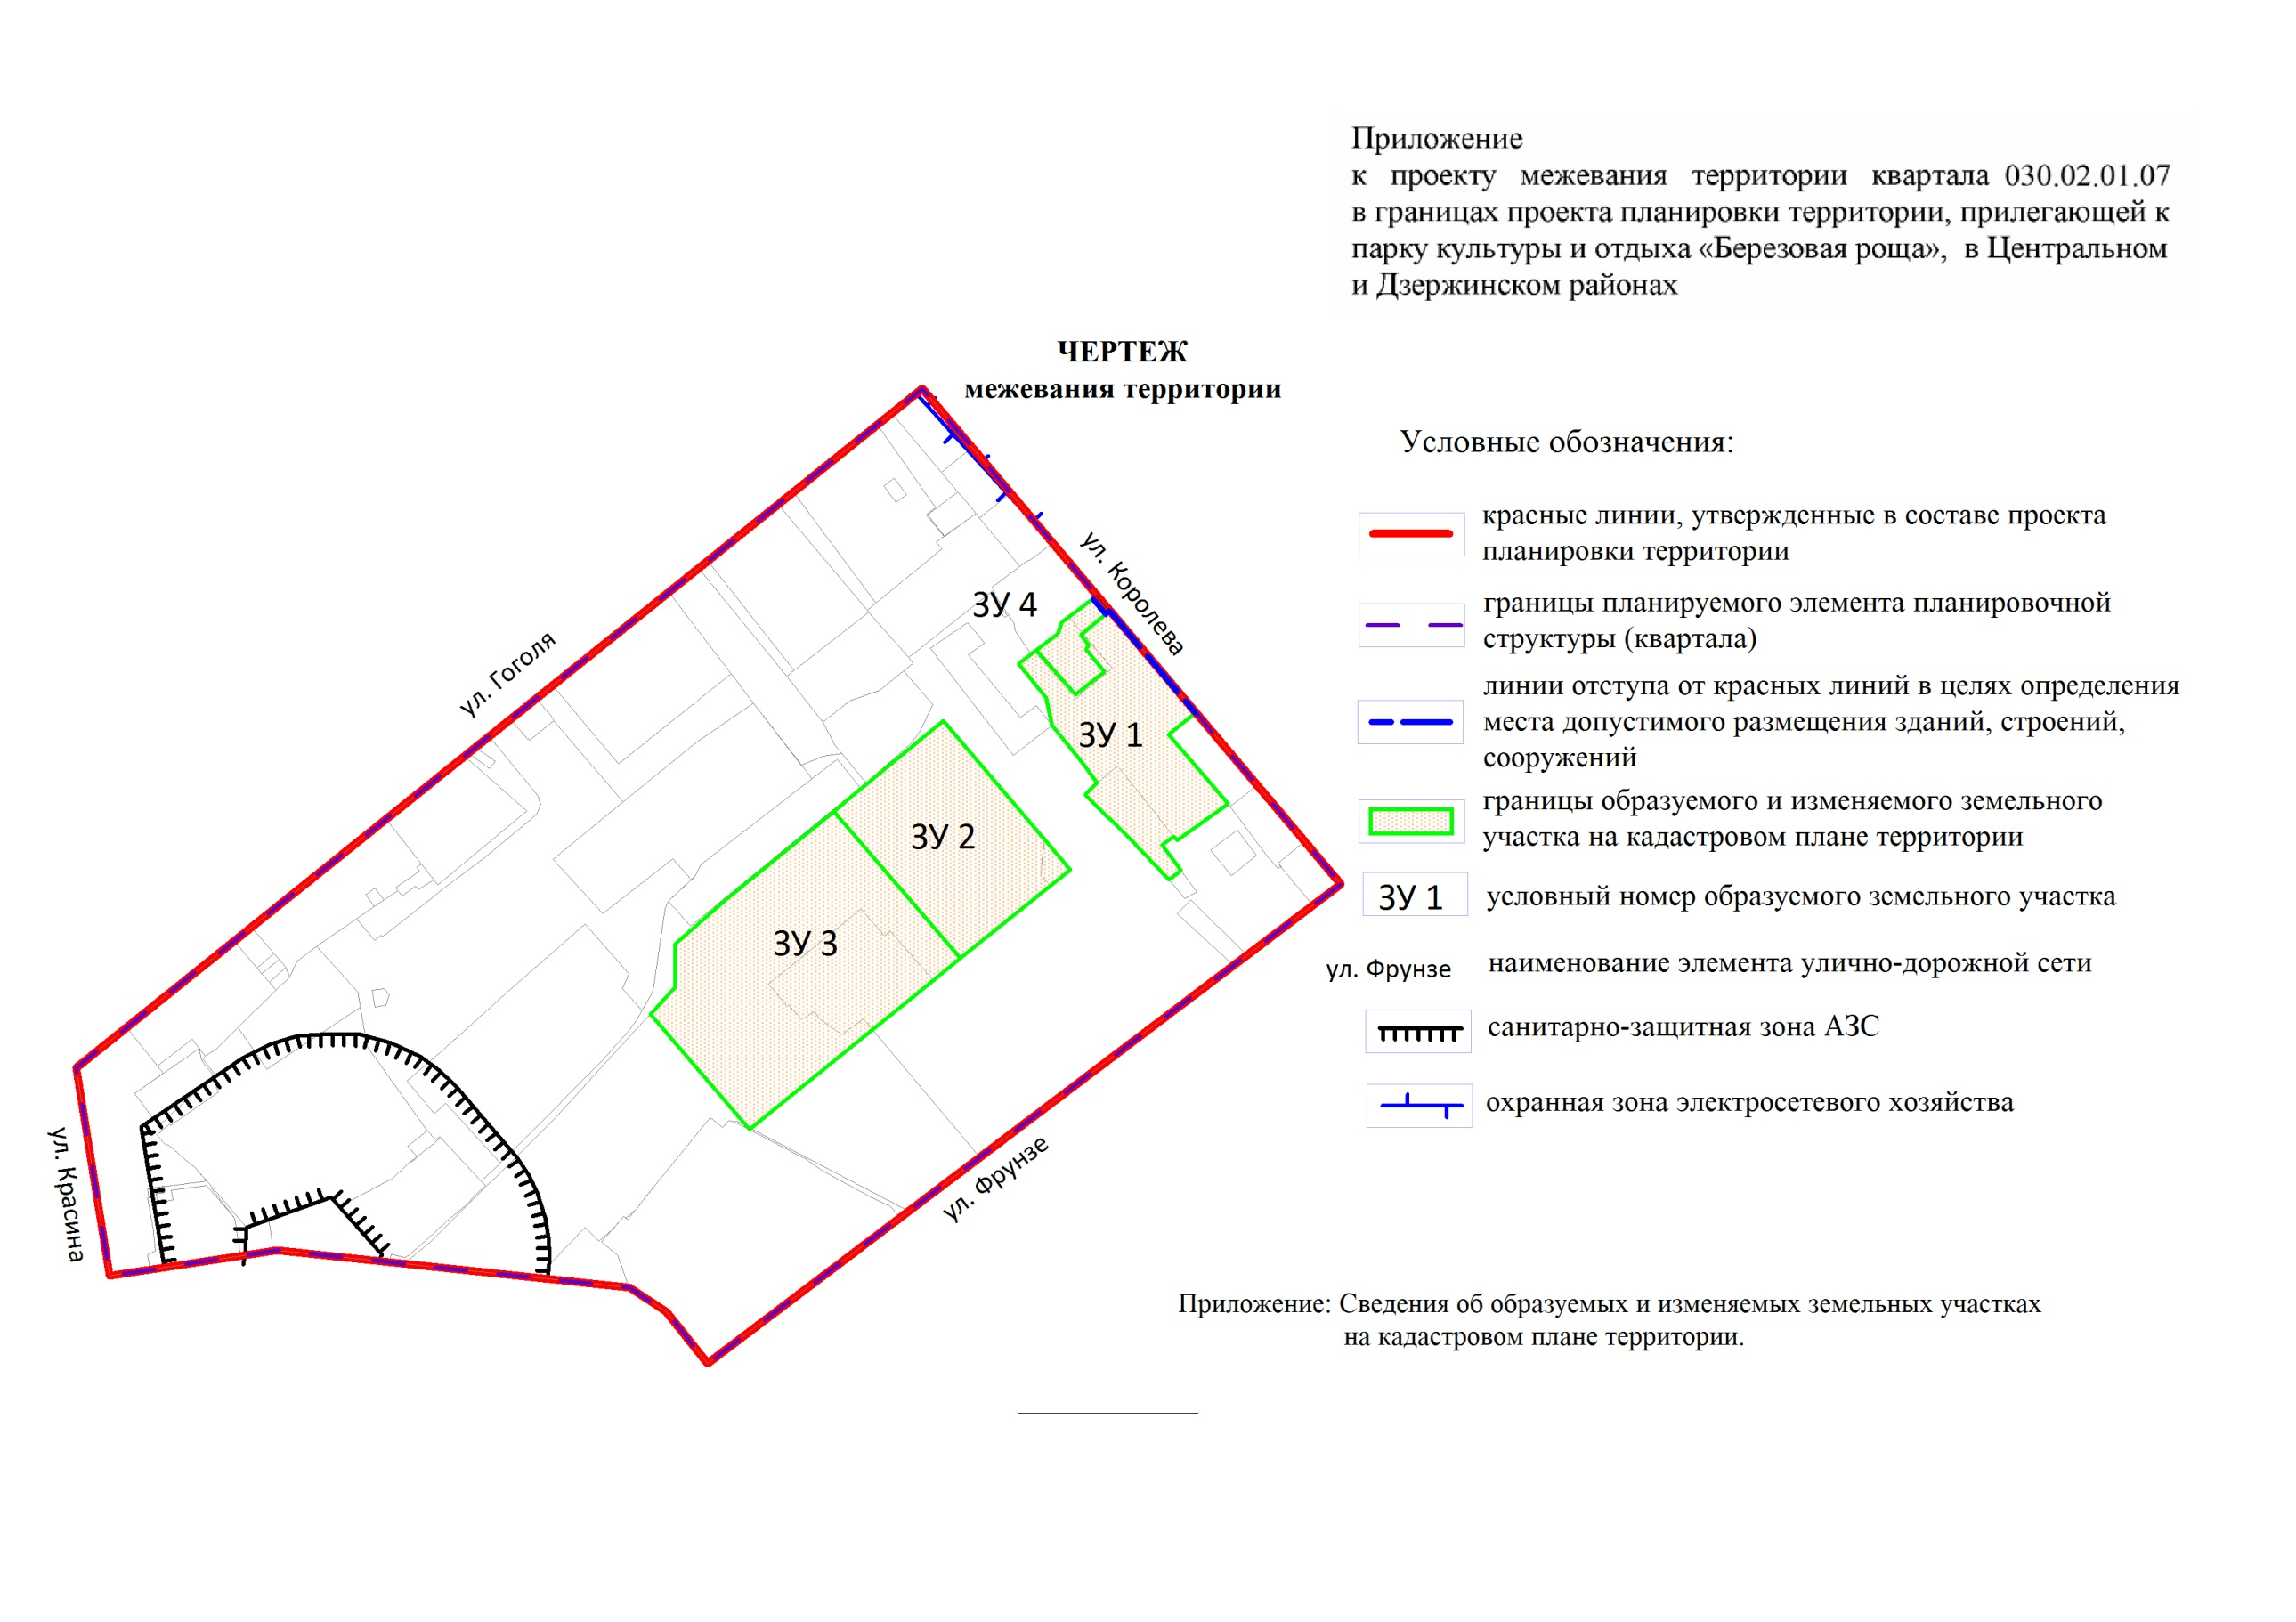 Приложение
к проекту межевания территории квартала 030.02.01.07
в границах проекта планировки территории, прилегающей к
парку культуры и отдыха «Березовая роща», в Центральном
и Дзержинском районах
ЧЕРТЕЖ
межевания территории
Условные обозначения:
красные линии, утвержденные в составе проекта
планировки территории
границы планируемого элемента планировочной
структуры (квартала)
линии отступа от красных линий в целях определения
места допустимого размещения зданий, строений,
сооружений
границы образуемого и изменяемого земельного
участка на кадастровом плане территории
ЗУ 1
условный номер образуемого земельного участка
ул. Фрунзе
наименование элемента улично-дорожной сети
санитарно-защитная зона АЗС
охранная зона электросетевого хозяйства
ул. Гоголя
ул. Королева
ЗУ 4
ЗУ 1
ЗУ 2
ЗУ 3
ул. Красина
ул. Фрунзе
Приложение: Сведения об образуемых и изменяемых земельных участках
на кадастровом плане территории.